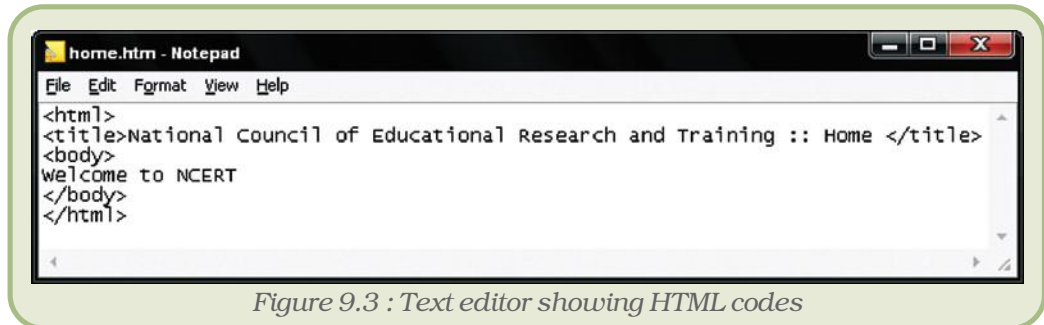 home.htm - Notepad
File Edit Format View Help
<html>
<title>National Council of Educational Research and Training :: Home </title>
<body>
Welcome to NCERT
</body>
</html>
Figure 9.3 : Text editor showing HTML codes